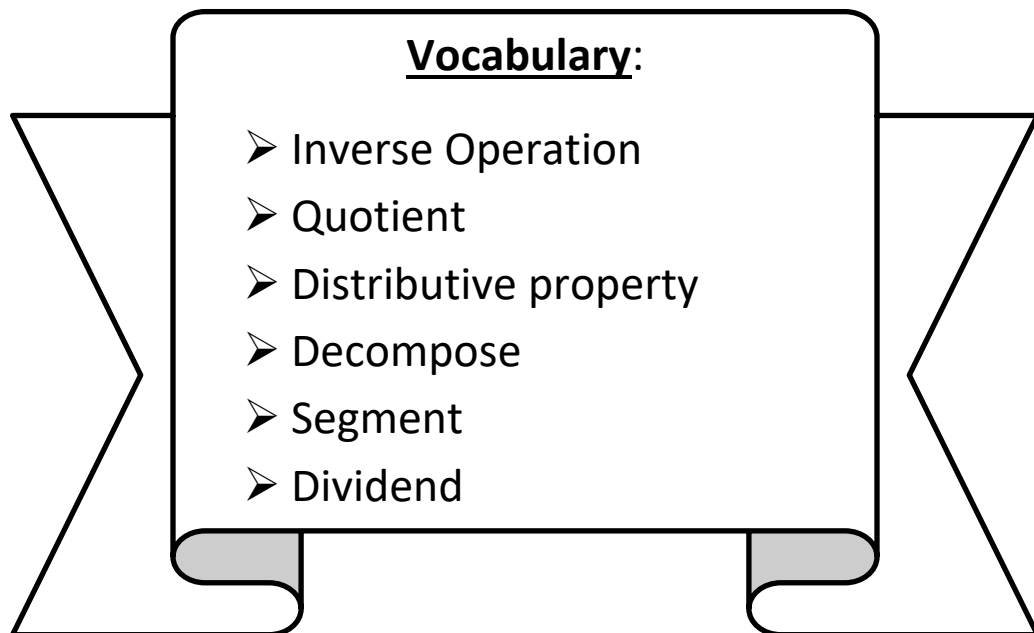 Vocabulary:
➢ Inverse Operation
➢ Quotient
➢ Distributive property
➢ Decompose
➢ Segment
➢ Dividend